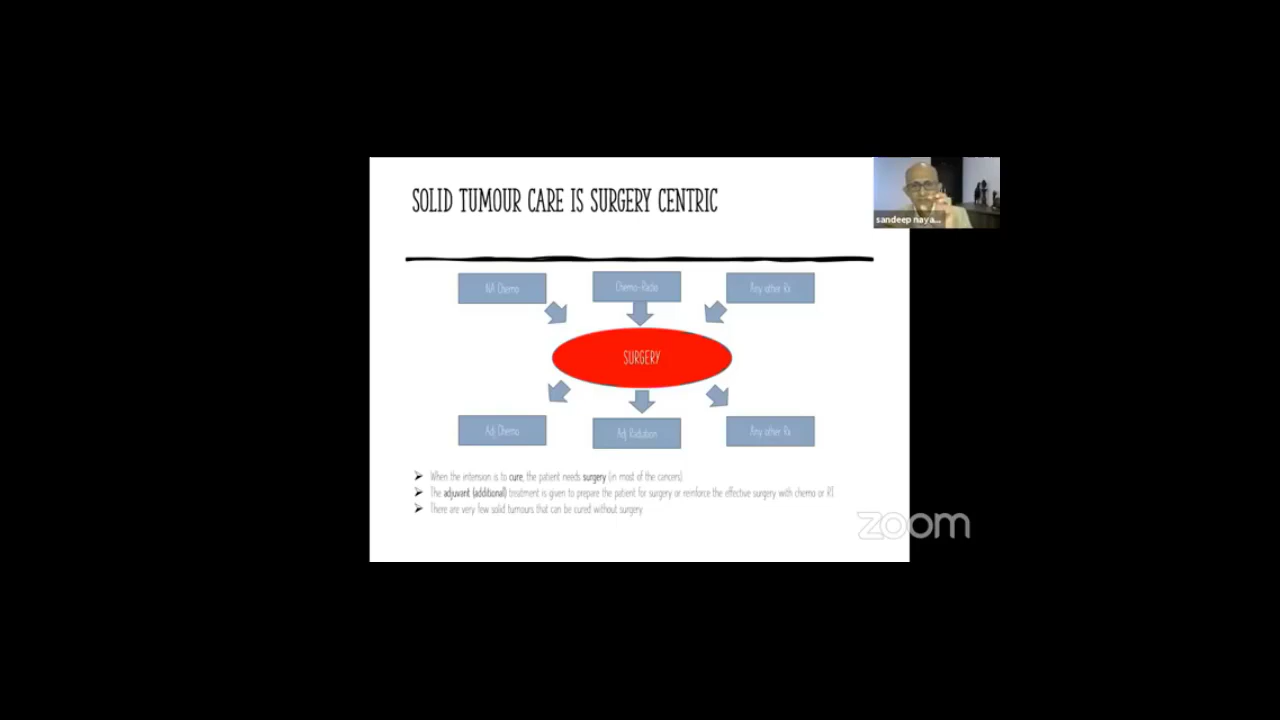 SOLID TUMOUR CARE IS SURGERY CENTRIC
sandeep naya...
NA Chemo
Chemo-Radio
Any other Rx
SURGERY
Adj Chemo
Adj Radiation
Any other Rx
When the intension is to cure, the patient needs surgery (in most of the cancers)
The adjuvant (additional) treatment is given to prepare the patient for surgery or reinforce the effective surgery with chemo or RT
There are very few solid tumours that can be cured without surgery
zoom